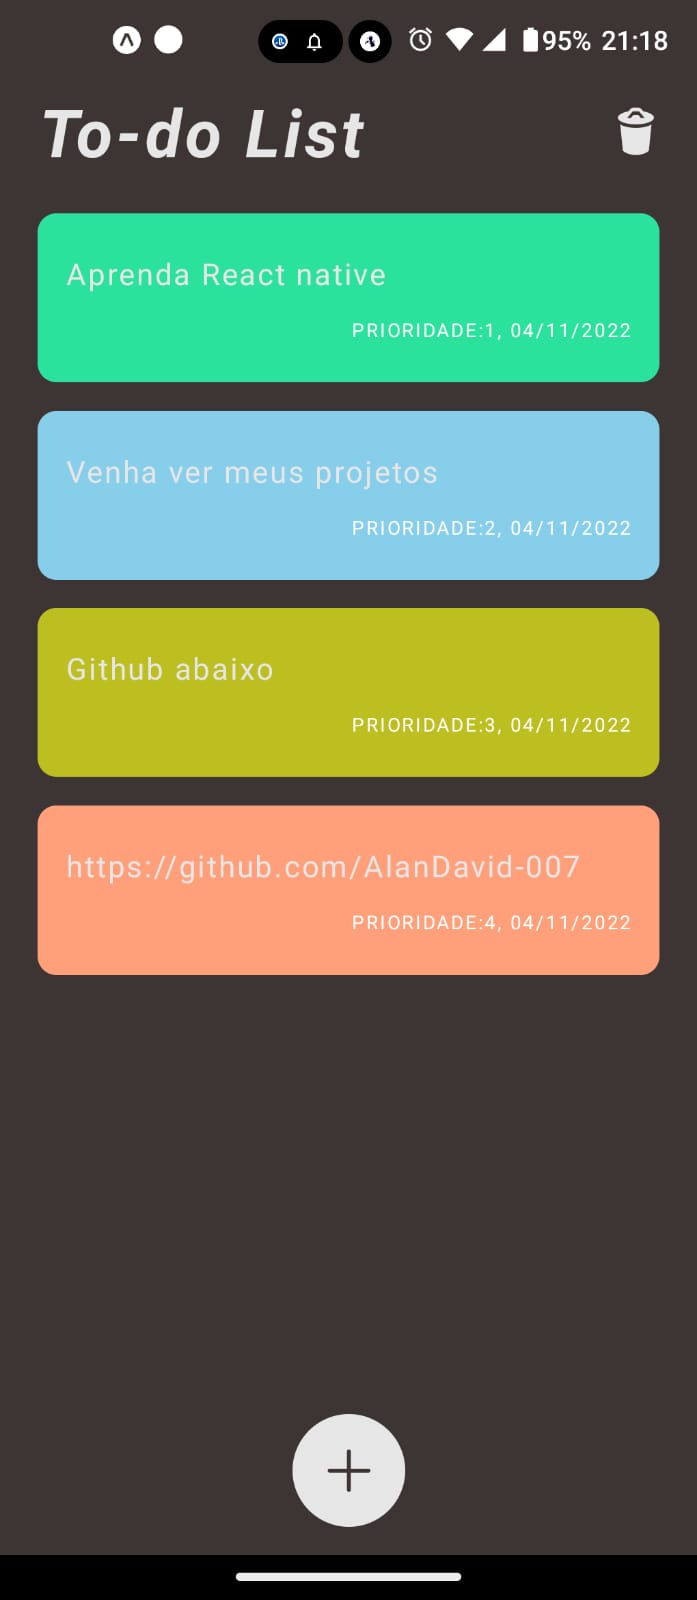 95% 21:18
To-do List
Aprenda React native
PRIORIDADE:1, 04/11/2022
Venha ver meus projetos
PRIORIDADE:2, 04/11/2022
Github abaixo
PRIORIDADE:3, 04/11/2022
https://github.com/AlanDavid-007
PRIORIDADE:4, 04/11/2022